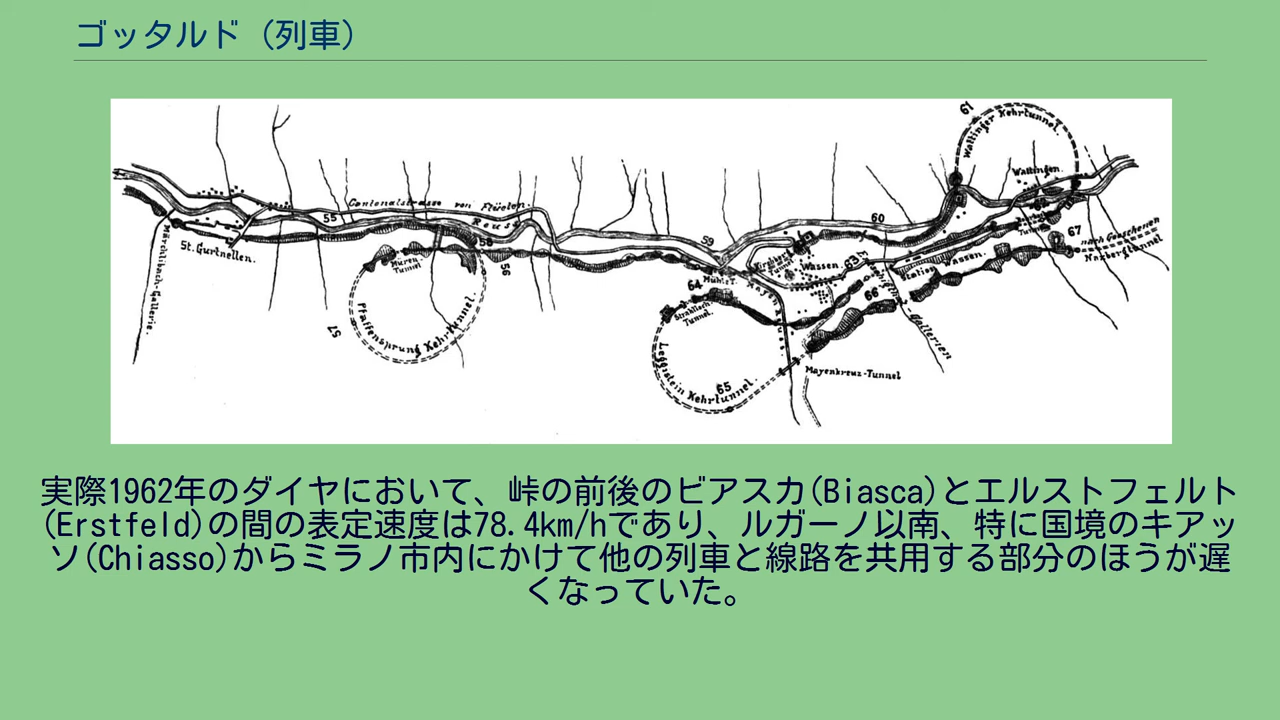 ゴッタルド（列車）
61
Wattinger Kehrtunnel.
Wattingen.
55
Cantonalstrasse von Flüelen.
Reuss
60
59
67
nach Goeschenen
Naxbergtunnel
St. Gurtnellen.
56
Muren Tunnel
Wassen
Station Wassen.
64
66
Strahlloch Tunnel.
Pfaffensprung Kehrtunnel.
57
Leggistein Kehrtunnel.
65
Mayenkreuz-Tunnel
実際1962年のダイヤにおいて、峠の前後のビアスカ(Biasca)とエルストフェルト
(Erstfeld)の間の表定速度は78.4km/hであり、ルガーノ以南、特に国境のキアッ
ソ(Chiasso)からミラノ市内にかけて他の列車と線路を共用する部分のほうが遅
くなっていた。